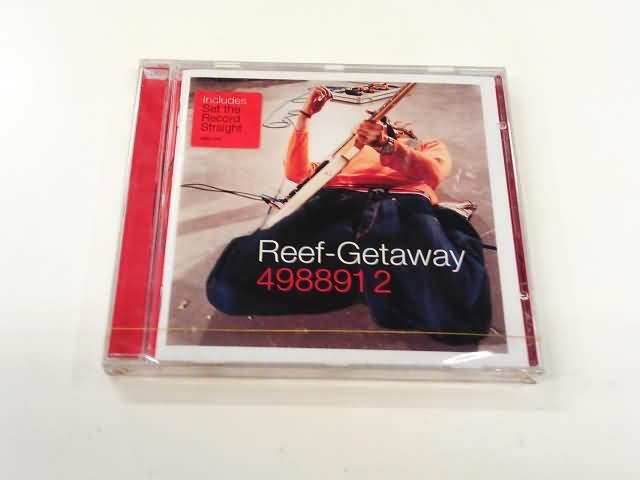 Includes
Set the
Record
Straight
Reef-Getaway
498891 2